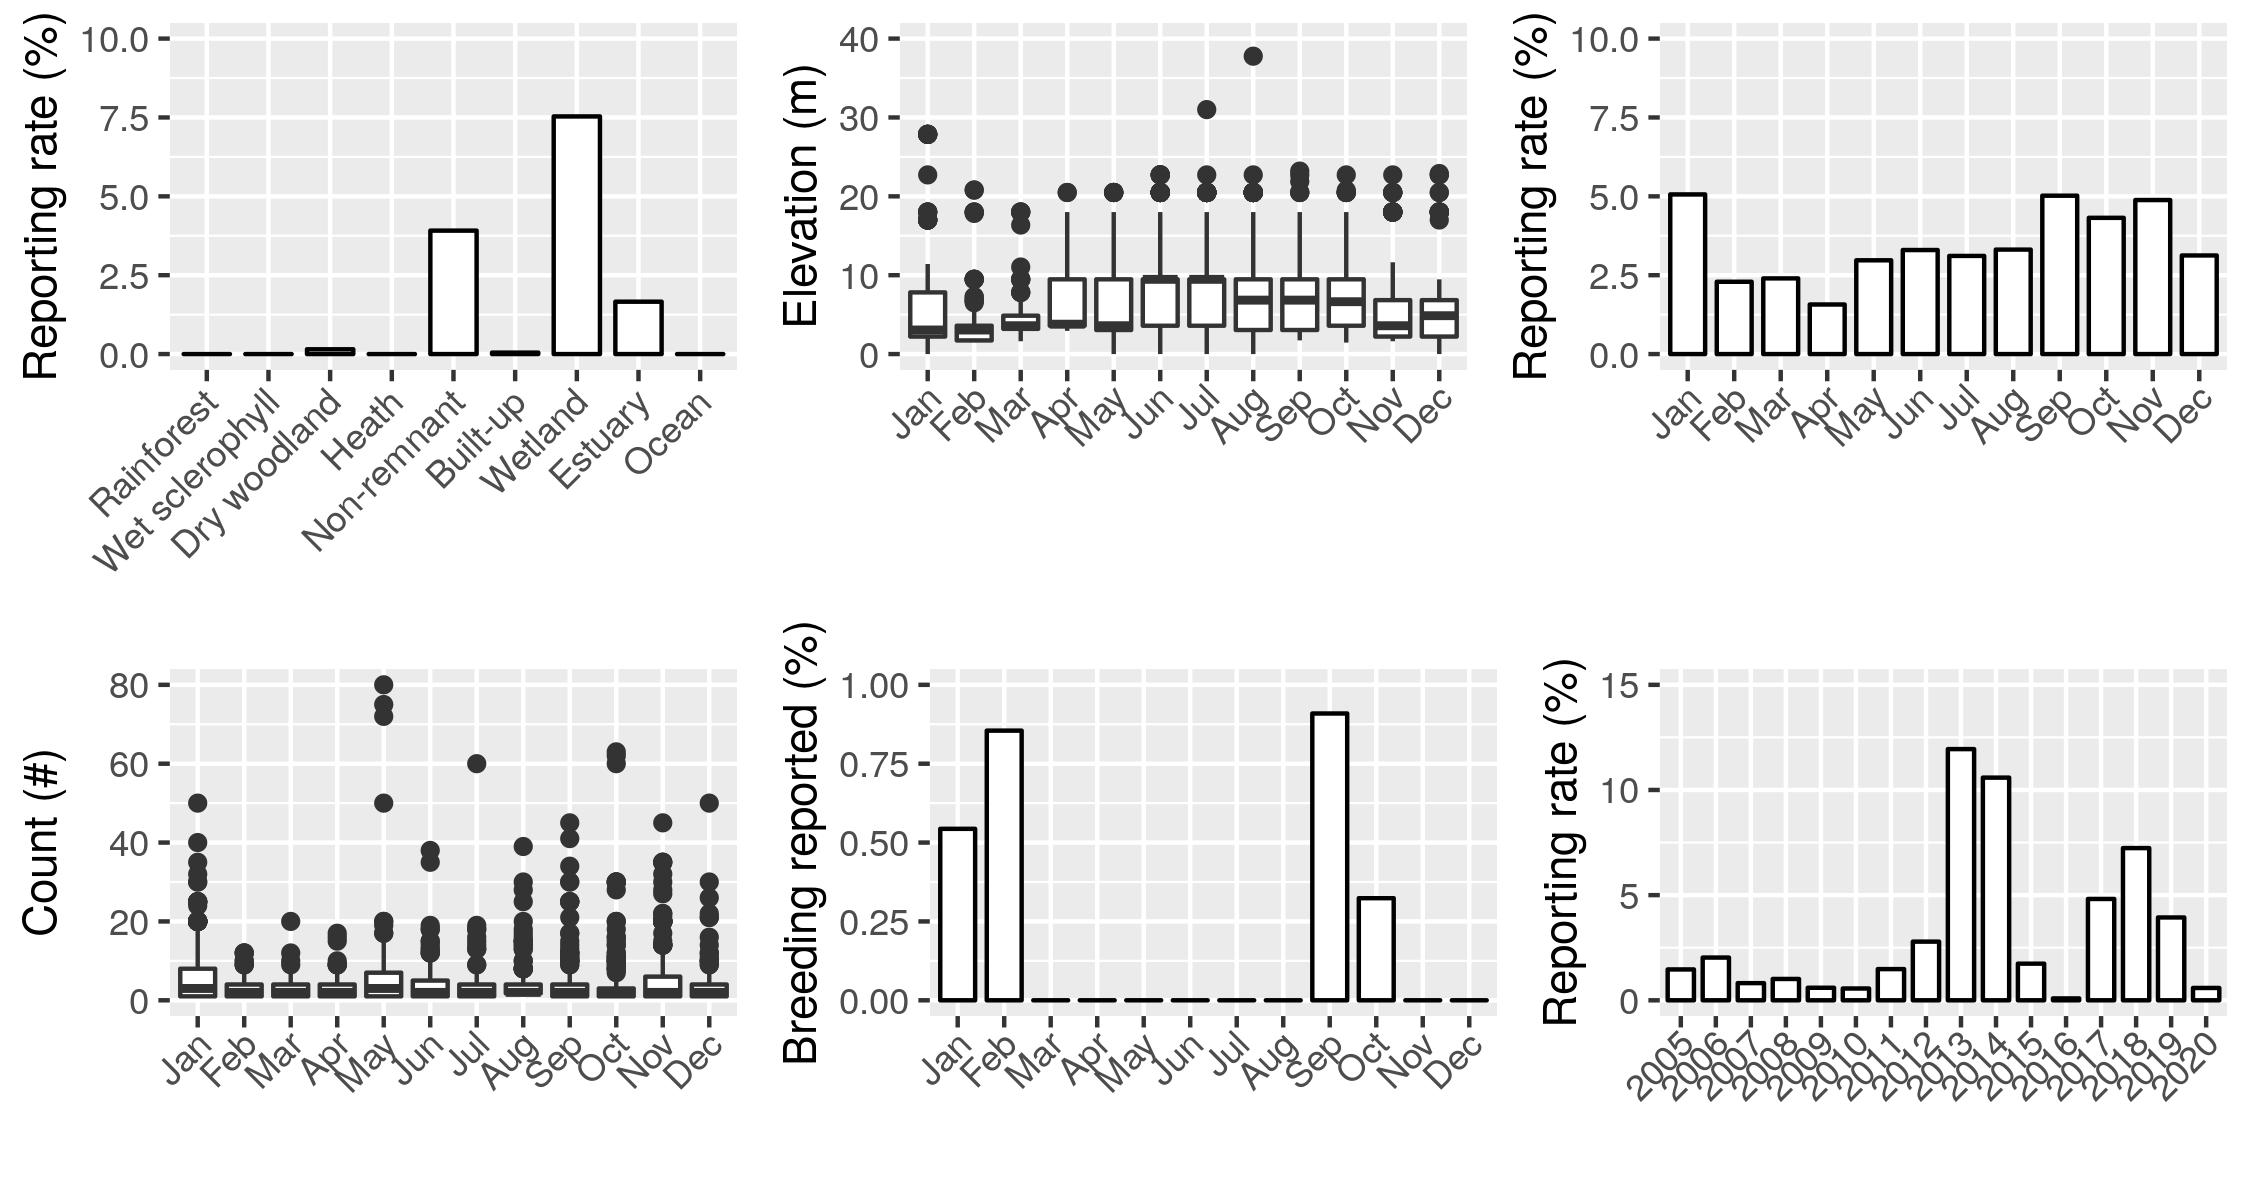 Reporting rate (%)
10.0
7.5
5.0
2.5
0.0
Rainforest
Wet sclerophyll
Dry woodland
Heath
Non-remnant
Built-up
Wetland
Estuary
Ocean
Elevation (m)
40
30
20
10
0
Jan
Feb
Mar
Apr
May
Jun
Jul
Aug
Sep
Oct
Nov
Dec
Reporting rate (%)
10.0
7.5
5.0
2.5
0.0
Jan
Feb
Mar
Apr
May
Jun
Jul
Aug
Sep
Oct
Nov
Dec
Count (#)
80
60
40
20
0
Jan
Feb
Mar
Apr
May
Jun
Jul
Aug
Sep
Oct
Nov
Dec
Breeding reported (%)
1.00
0.75
0.50
0.25
0.00
Jan
Feb
Mar
Apr
May
Jun
Jul
Aug
Sep
Oct
Nov
Dec
Reporting rate (%)
15
10
5
0
2005
2006
2007
2008
2009
2010
2011
2012
2013
2014
2015
2016
2017
2018
2019
2020